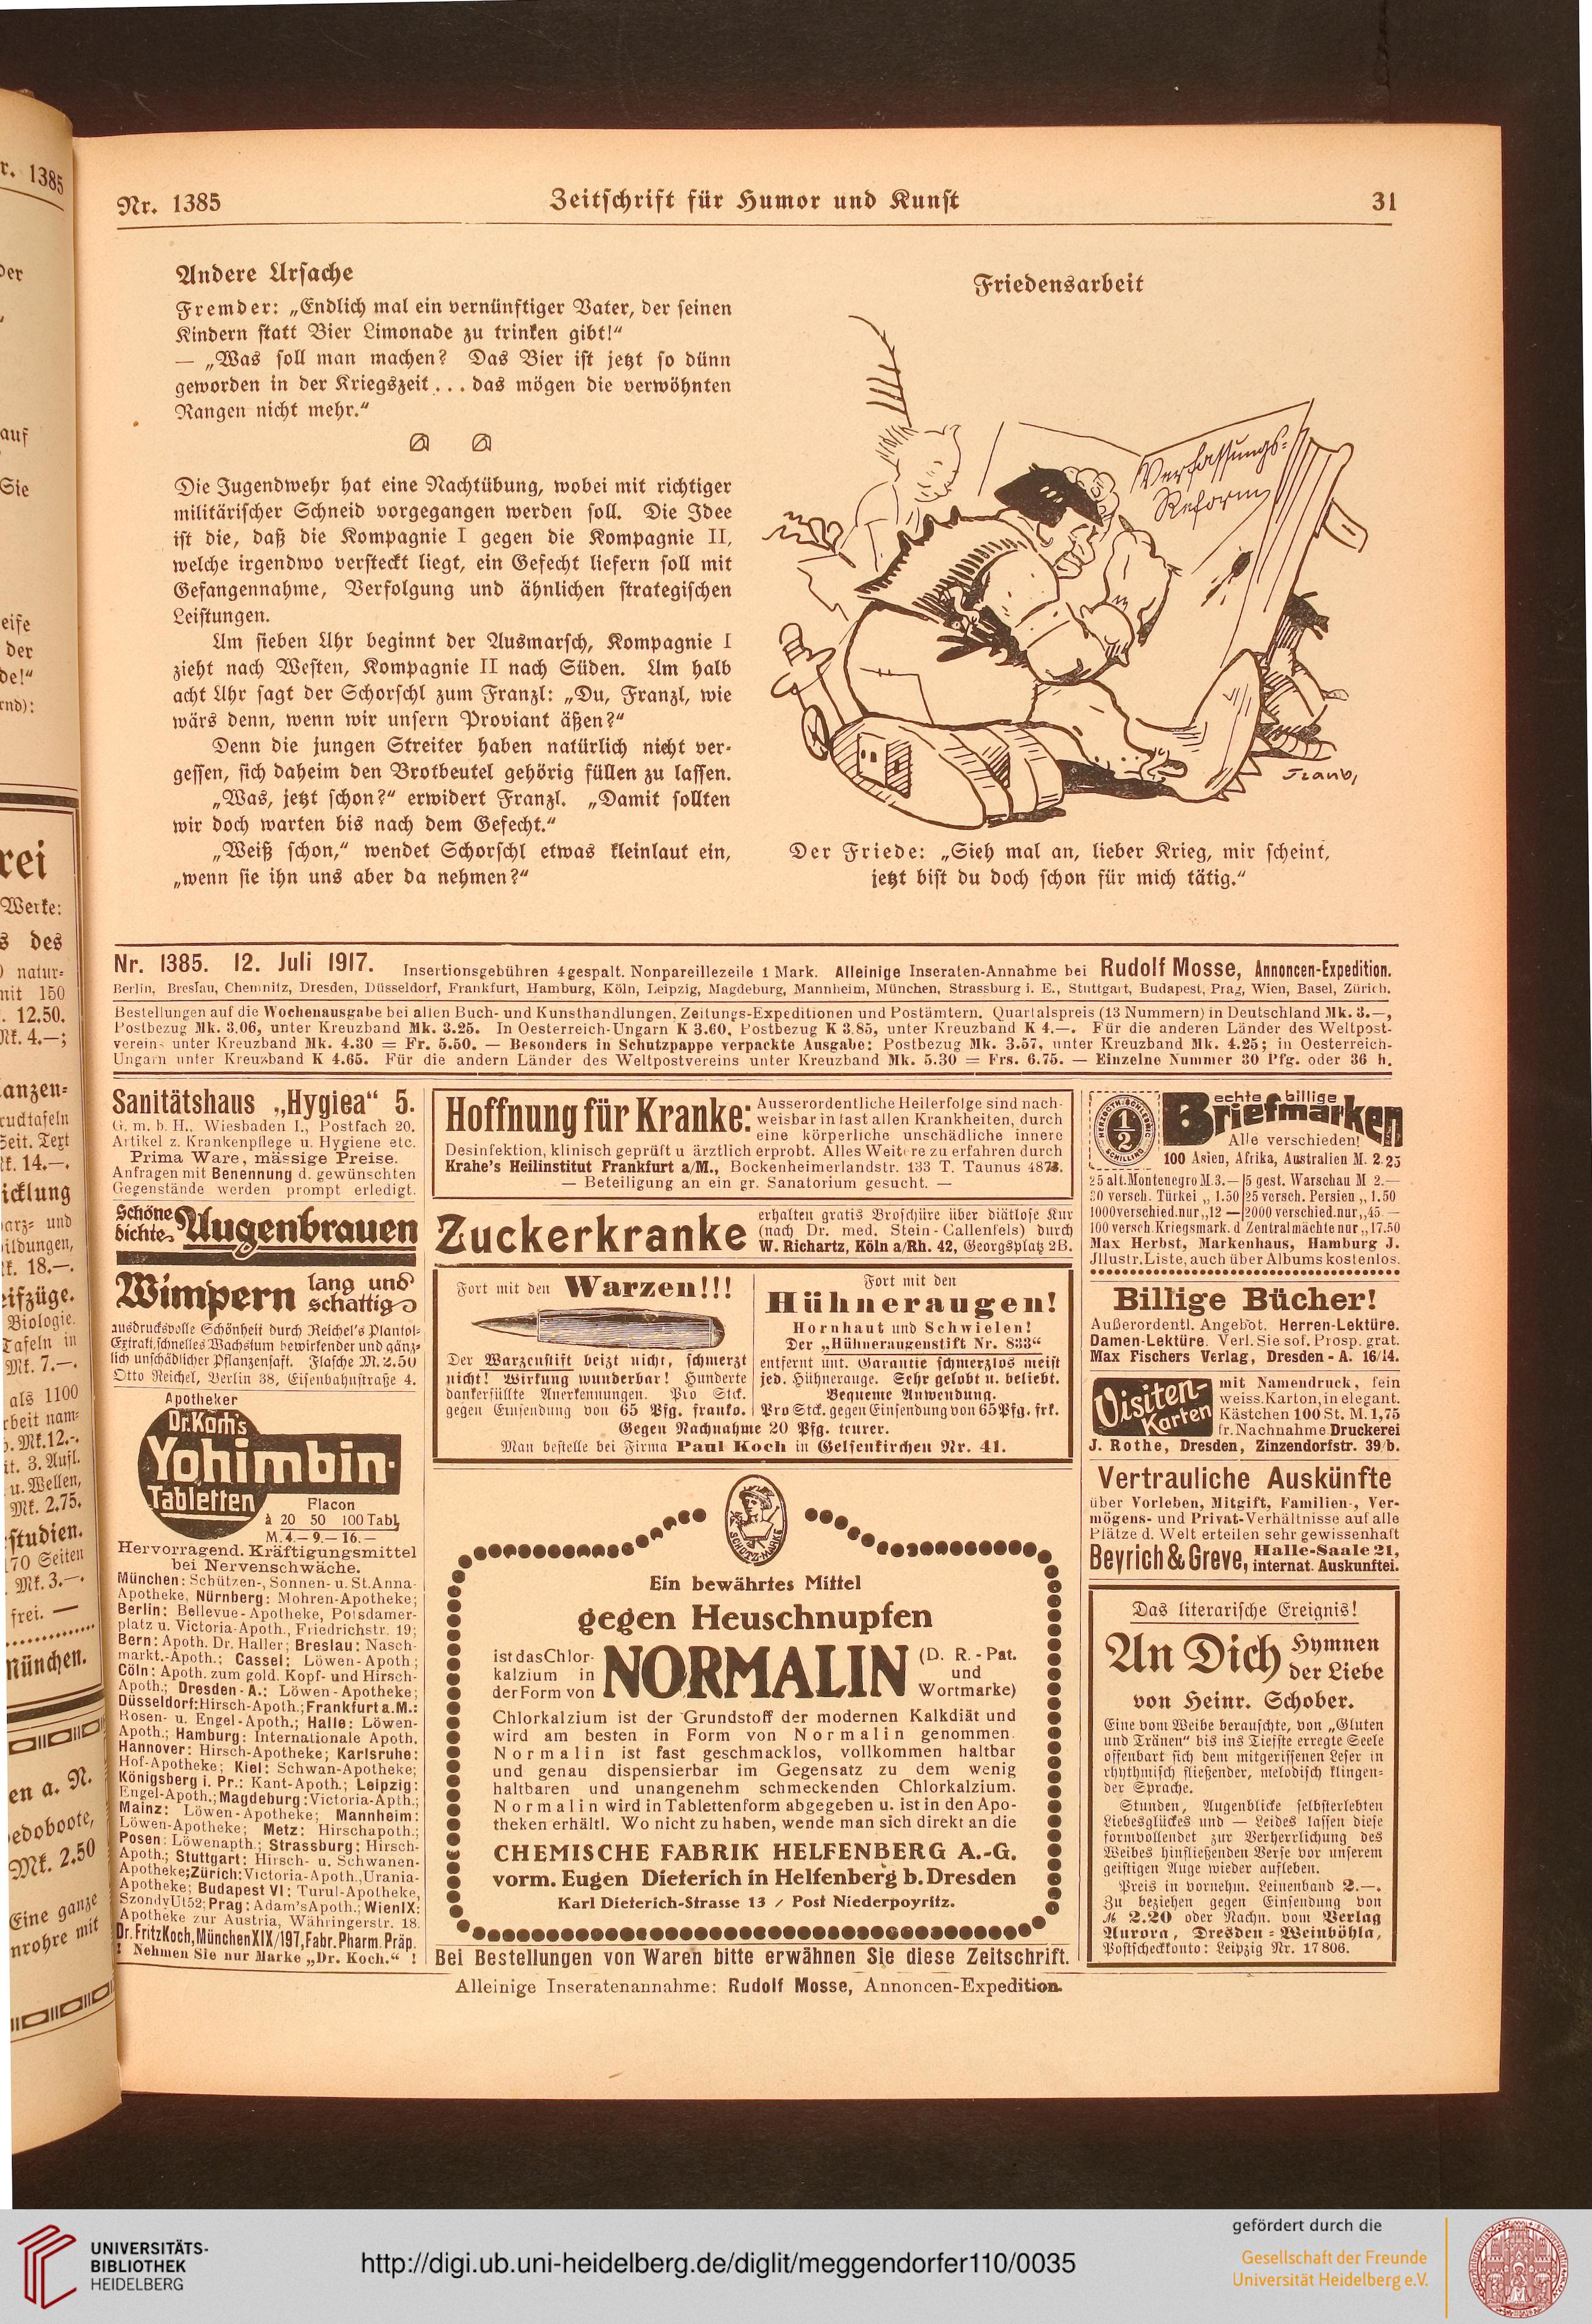 Nr. 1385
Zeitschrift für Humor und Kunst
31
Andere Ursache
Fremder: „Endlich mal ein vernünftiger Vater, der seinen
Kindern statt Bier Limonade zu trinken gibt!“
— „Was soll man machen? Das Bier ist jetzt so dünn
geworden in der Kriegszeit... das mögen die verwöhnten
Rangen nicht mehr.“
Die Jugendwehr hat eine Nachtübung, wobei mit richtiger
militärischer Schneid vorgegangen werden soll. Die Idee
ist die, daß die Kompagnie I gegen die Kompagnie II,
welche irgendwo versteckt liegt, ein Gefecht liefern soll mit
Gefangennahme, Verfolgung und ähnlichen strategischen
Leistungen.
Um sieben Uhr beginnt der Ausmarsch, Kompagnie I
zieht nach Westen, Kompagnie II nach Süden. Um halb
acht Uhr sagt der Schorschl zum Franzl: „Du, Franzl, wie
wärs denn, wenn wir unsern Proviant äßen?“
Denn die jungen Streiter haben natürlich nicht ver-
gessen, sich daheim den Brotbeutel gehörig füllen zu lassen.
„Was, jetzt schon?“ erwidert Franzl. „Damit sollten
wir doch warten bis nach dem Gefecht.“
„Weiß schon,“ wendet Schorschl etwas kleinlaut ein,
„wenn sie ihn uns aber da nehmen?“
Friedensarbeit
Verfassungs-
Reform
Der Friede: „Sieh mal an, lieber Krieg, mir scheint,
jetzt bist du doch schon für mich tätig.“
Nr. 1385. 12. Juli 1917. Insertionsgebühren 4gespalt. Nonpareillezeile 1 Mark. Alleinige Inseraten-Annahme bei Rudolf Mosse, Annoncen-Expedition.
Berlin, Breslau, Chemnitz, Dresden, Düsseldorf, Frankfurt, Hamburg, Köln, Leipzig, Magdeburg, Mannheim, München, Strassburg i. E., Stuttgart, Budapest, Prag, Wien, Basel, Zürich.
Bestellungen auf die Wochenausgabe bei allen Buch- und Kunsthandlungen, Zeitungs-Expeditionen und Postämtern. Quartalspreis (13 Nummern) in Deutschland Mk. 3.—,
Postbezug Mk. 3.06, unter Kreuzband Mk. 3.25. In Oesterreich-Ungarn K 3.60, Postbezug K 3.85, unter Kreuzband K 4.—. Für die anderen Länder des Weltpost-
vereins unter Kreuzband Mk. 4.30 = Fr. 5.50. — Besonders in Schutzpappe verpackte Ausgabe: Postbezug Mk. 3.57, unter Kreuzband Mk. 4.25; in Oesterreich-
Ungarn unter Kreuzband K 4.65. Für die andern Länder des Weltpostvereins unter Kreuzband Mk. 5.30 = Frs. 6.75. — Einzelne Nummer 30 Pfg. oder 36 h.
Sanitätshaus „Hygiea“ 5.
G. m. b. H., Wiesbaden I., Postfach 20.
Artikel z. Krankenpflege u. Hygiene etc.
Prima Ware, mässige Preise.
Anfragen mit Benennung d. gewünschten
Gegenstände werden prompt erledigt.
Schöne
dichte Augenbrauen
Wimpern lang und
schattig
ausdrucksvolle Schönheit durch Reichel's Plantol-
Extrakt, schnelles Wachstum bewirkender und gänz-
lich unschädlicher Pflanzensaft. Flasche M. 2.50
Otto Reichel, Berlin 38, Eisenbahnstraße 4.
Apotheker
Dr. Koch's
Yohimbin-
Tabletten
Flacon
à 20 50 100 Tabl.
M. 4.— 9.— 16.—
Hervorragend. Kräftigungsmittel
bei Nervenschwäche.
München: Schützen-, Sonnen- u. St. Anna-
Apotheke, Nürnberg: Mohren-Apotheke;
Berlin: Bellevue-Apotheke, Potsdamer-
platz u. Victoria-Apoth., Friedrichstr. 19;
Bern: Apoth. Dr. Haller; Breslau: Nasch-
markt.-Apoth.; Cassel: Löwen-Apoth;
Cöln: Apoth. zum gold. Kopf- und Hirsch-
Apoth.; Dresden-A.: Löwen-Apotheke;
Düsseldorf: Hirsch-Apoth.; Frankfurt a. M.:
Rosen- u. Engel-Apoth.; Halle: Löwen-
Apoth.; Hamburg: Internationale Apoth.
Hannover: Hirsch-Apotheke; Karlsruhe:
Hof-Apotheke; Kiel: Schwan-Apotheke;
Königsberg i. Pr.: Kant-Apoth.; Leipzig:
Engel-Apoth.; Magdeburg: Victoria-Apth.;
Mainz: Löwen-Apotheke; Mannheim:
Löwen-Apotheke; Metz: Hirschapoth.;
Posen: Löwenapth.; Strassburg: Hirsch-
Apoth.; Stuttgart: Hirsch- u. Schwanen-
Apotheke; Zürich: Victoria-Apoth., Urania-
Apotheke; Budapest VI: Turul-Apotheke,
Szondy Ut 52; Prag: Adam's Apoth.; Wien IX:
Apotheke zur Austria, Währingerstr. 18.
Dr. Fritz Koch, München XIX/197, Fabr. Pharm. Präp.
! Nehmen Sie nur Marke „Dr. Koch.“ !
Hoffnung für Kranke: Ausserordentliche Heilerfolge sind nach-
weisbar in fast allen Krankheiten, durch
eine körperliche unschädliche innere
Desinfektion, klinisch geprüft u ärztlich erprobt. Alles Weitere zu erfahren durch
Krahe's Heilinstitut Frankfurt a/M., Bockenheimerlandstr. 133 T. Taunus 4873.
— Beteiligung an ein gr. Sanatorium gesucht. —
Zuckerkranke erhalten gratis Broschüre über diätlose Kur
(nach Dr. med. Stein-Callenfels) durch
W. Richartz, Köln a/Rh. 42, Georgsplatz 2B.
Fort mit den Warzen!!!
Der Warzenstift beizt nicht, schmerzt
nicht! Wirkung wunderbar! Hunderte
dankerfüllte Anerkennungen. Pro Stck.
gegen Einsendung von 65 Pfg. franko.
Fort mit den
Hühneraugen!
Hornhaut und Schwielen!
Der „Hühneraugenstift Nr. 833“
entfernt unt. Garantie schmerzlos meist
jed. Hühnerauge. Sehr gelobt u. beliebt.
Bequeme Anwendung.
Pro Stck. gegen Einsendung von 65 Pfg. frk.
Gegen Nachnahme 20 Pfg. teurer.
Man bestelle bei Firma Paul Koch in Gelsenkirchen Nr. 41.
SCHUTZ-MARKE
Ein bewährtes Mittel
gegen Heuschnupfen
ist das Chlor-
kalzium in
der Form von NORMALIN (D. R.-Pat.
und
Wortmarke)
Chlorkalzium ist der Grundstoff der modernen Kalkdiät und
wird am besten in Form von Normalin genommen.
Normalin ist fast geschmacklos, vollkommen haltbar
und genau dispensierbar im Gegensatz zu dem wenig
haltbaren und unangenehm schmeckenden Chlorkalzium.
Normalin wird in Tablettenform abgegeben u. ist in den Apo-
theken erhältl. Wo nicht zu haben, wende man sich direkt an die
CHEMISCHE FABRIK HELFENBERG A.-G.
vorm. Eugen Dieterich in Helfenberg b. Dresden
Karl Dieterich-Strasse 13 / Post Niederpoyritz.
Bei Bestellungen von Waren bitte erwähnen Sie diese Zeitschrift.
HERZOGTH: SCHLESWIG
1/2
SCHILLING
echte billige
Briefmarken
Alle verschieden!
100 Asien, Afrika, Australien M. 2.25
25 alt. Montenegro M. 3.— 5 gest. Warschau M 2.—
30 versch. Türkei „ 1.50 25 versch. Persien „ 1.50
1000 verschied. nur „ 12 — 2000 verschied. nur „ 45 —
100 versch. Kriegsmark. d Zentralmächte nur „ 17.50
Max Herbst, Markenhaus, Hamburg J.
Jllustr. Liste, auch über Albums kostenlos.
Billige Bücher!
Außerordentl. Angebot. Herren-Lektüre.
Damen-Lektüre. Verl. Sie sof. Prosp. grat.
Max Fischers Verlag, Dresden-A. 16/14.
Visiten-
Karten
mit Namendruck, fein
weiss. Karton, in elegant.
Kästchen 100 St. M. 1,75
fr. Nachnahme Druckerei
J. Rothe, Dresden, Zinzendorfstr. 39/b.
Vertrauliche Auskünfte
über Vorleben, Mitgift, Familien-, Ver-
mögens- und Privat-Verhältnisse auf alle
Plätze d. Welt erteilen sehr gewissenhaft
Beyrich & Greve, Halle-Saale 21,
internat. Auskunftei.
Das literarische Ereignis!
An Dich Hymnen
der Liebe
von Heinr. Schober.
Eine vom Weibe berauschte, von „Gluten
und Tränen“ bis ins Tiefste erregte Seele
offenbart sich dem mitgerissenen Leser in
rhythmisch fließender, melodisch klingen-
der Sprache.
Stunden, Augenblicke selbsterlebten
Liebesglückes und — Leides lassen diese
formvollendet zur Verherrlichung des
Weibes hinfließenden Verse vor unserem
geistigen Auge wieder aufleben.
Preis in vornehm. Leinenband 2.—.
Zu beziehen gegen Einsendung von
M 2.20 oder Nachn. vom Verlag
Aurora, Dresden-Weinböhla,
Postscheckkonto: Leipzig Nr. 17806.
Alleinige Inseratenannahme: Rudolf Mosse, Annoncen-Expedition.
UNIVERSITÄTS-
BIBLIOTHEK
HEIDELBERG
http://digi.ub.uni-heidelberg.de/diglit/meggendorfer110/0035
gefördert durch die
Gesellschaft der Freunde
Universität Heidelberg e.V.